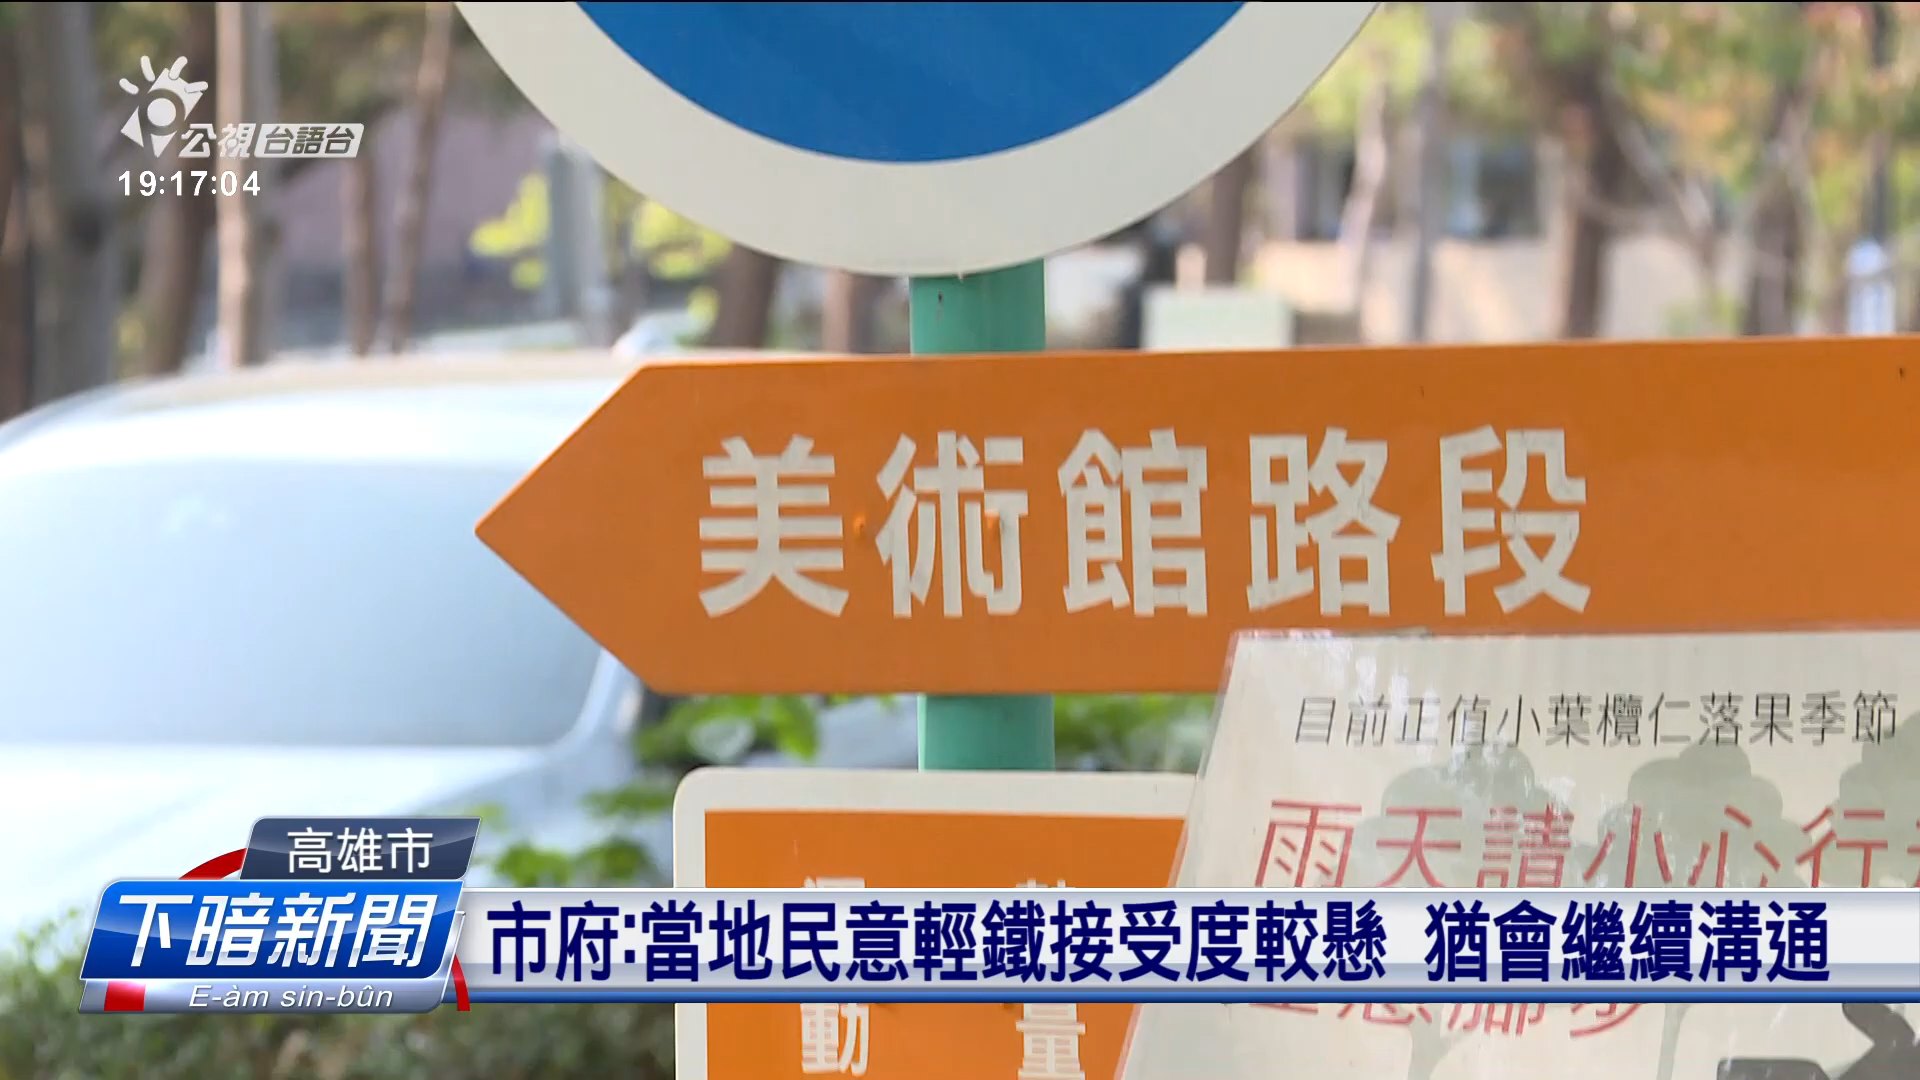 公視台語台
19:17:04
美術館路段
目前正值小葉欖仁落果季節
雨天請小心行
動 量
高雄市
下暗新聞
E-àm sin-bûn
市府:當地民意輕鐵接受度較懸 猶會繼續溝通